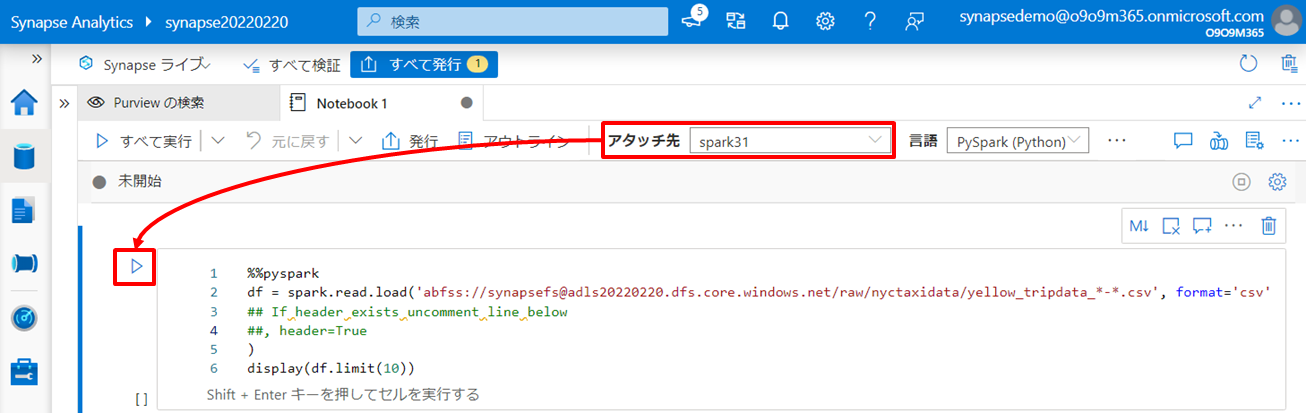 Synapse Analytics synapse20220220 検索 5 synapsedemo@o9o9m365.onmicrosoft.com
O9O9M365
Synapse ライブ すべて検証 すべて発行 1
Purview の検索 Notebook 1
すべて実行 元に戻す 発行 アウトライン アタッチ先 spark31 言語 PySpark (Python) ...
未開始
M↓ ...
1 %%pyspark
2 df = spark.read.load('abfss://synapsefs@adls20220220.dfs.core.windows.net/raw/nyctaxidata/yellow_tripdata_*-*.csv', format='csv'
3 ## If header exists uncomment line below
4 ##, header=True
5 )
6 display(df.limit(10))
[ ] Shift + Enter キーを押してセルを実行する